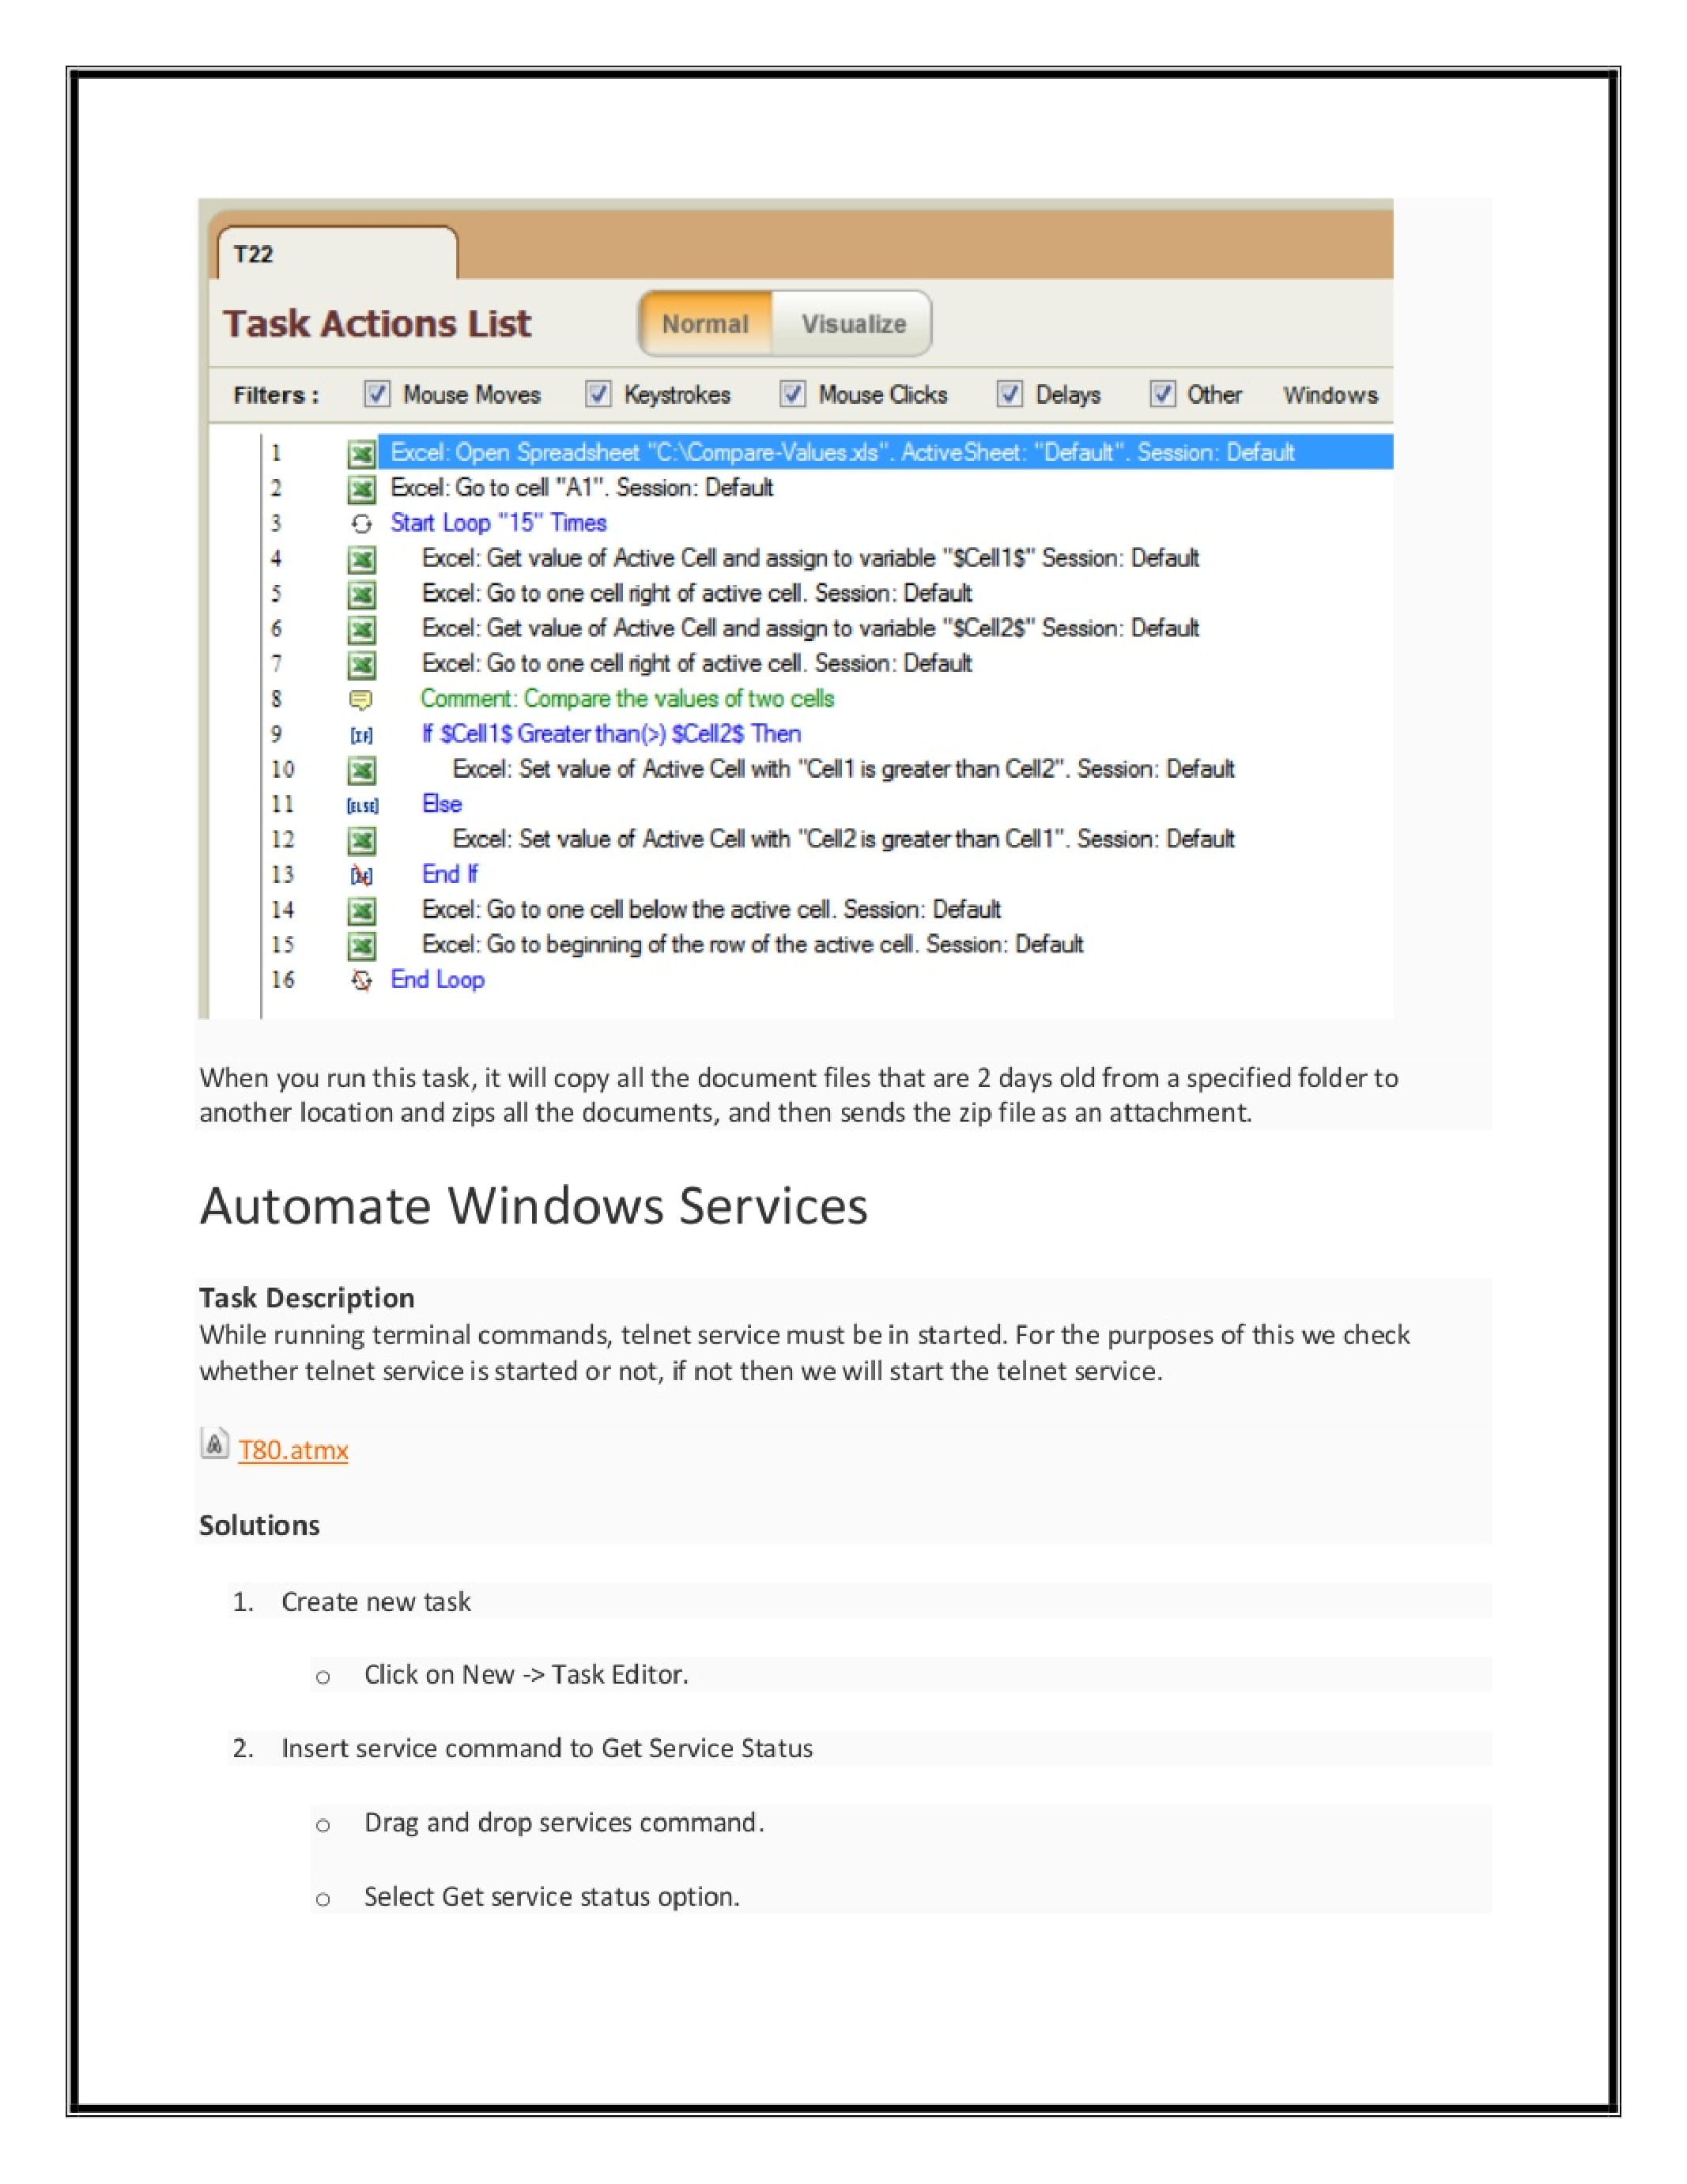 T22
Task Actions List Normal Visualize
Filters : Mouse Moves Keystrokes Mouse Clicks Delays Other Windows
1 Excel: Open Spreadsheet "C:\Compare-Values.xls". ActiveSheet: "Default". Session: Default
2 Excel: Go to cell "A1". Session: Default
3 Start Loop "15" Times
4 Excel: Get value of Active Cell and assign to variable "$Cell1$" Session: Default
5 Excel: Go to one cell right of active cell. Session: Default
6 Excel: Get value of Active Cell and assign to variable "$Cell2$" Session: Default
7 Excel: Go to one cell right of active cell. Session: Default
8 Comment: Compare the values of two cells
9 [IF] If $Cell1$ Greater than(>) $Cell2$ Then
10 Excel: Set value of Active Cell with "Cell1 is greater than Cell2". Session: Default
11 [ELSE] Else
12 Excel: Set value of Active Cell with "Cell2 is greater than Cell1". Session: Default
13 End If
14 Excel: Go to one cell below the active cell. Session: Default
15 Excel: Go to beginning of the row of the active cell. Session: Default
16 End Loop
When you run this task, it will copy all the document files that are 2 days old from a specified folder to
another location and zips all the documents, and then sends the zip file as an attachment.
Automate Windows Services
Task Description
While running terminal commands, telnet service must be in started. For the purposes of this we check
whether telnet service is started or not, if not then we will start the telnet service.
T80.atmx
Solutions
1. Create new task
o Click on New -> Task Editor.
2. Insert service command to Get Service Status
o Drag and drop services command.
o Select Get service status option.